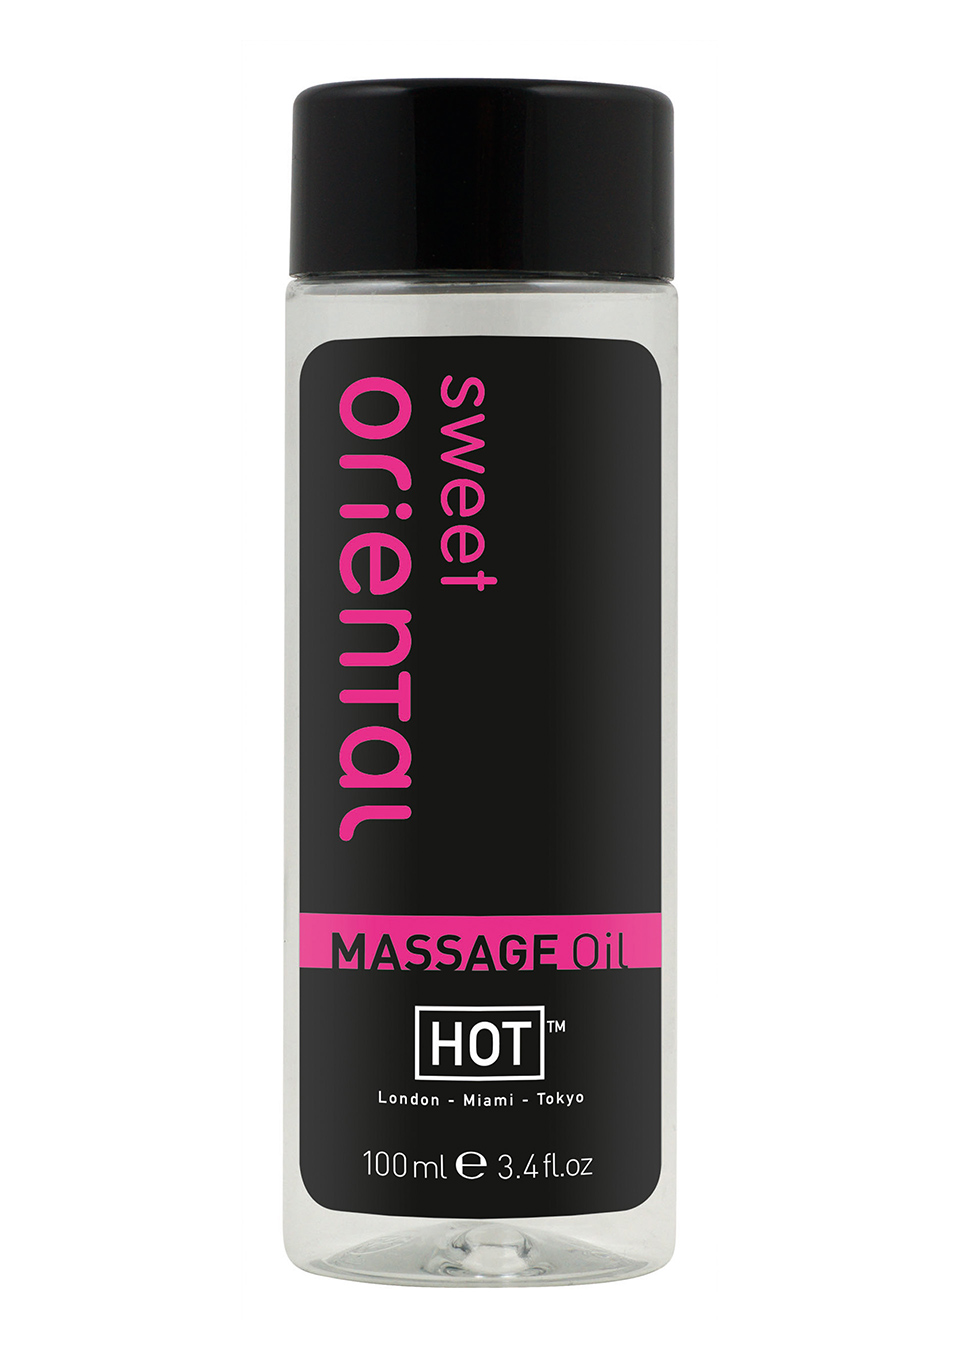 sweet
orienTal
MASSAGE Oil
HOT™
London - Miami - Tokyo
100ml e 3.4fl.oz